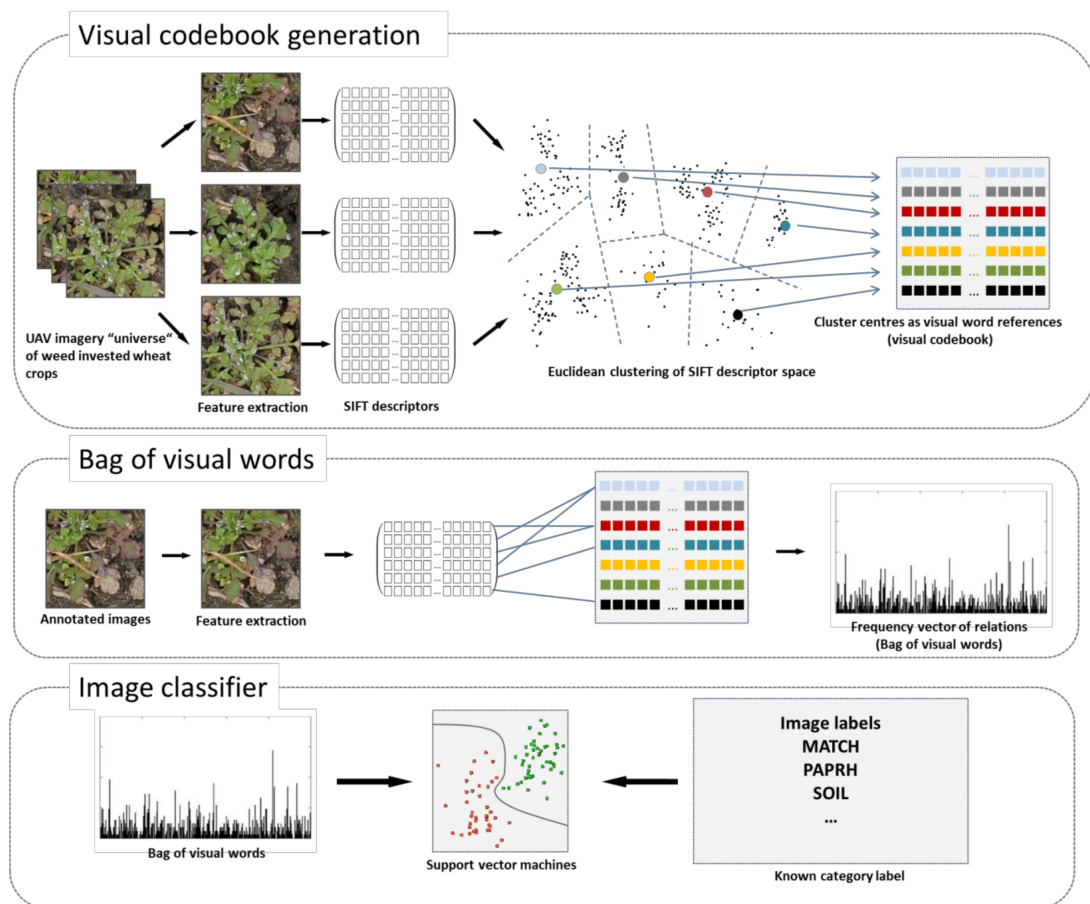 Visual codebook generation
UAV imagery “universe“
of weed invested wheat
crops
Feature extraction
SIFT descriptors
Euclidean clustering of SIFT descriptor space
...
Cluster centres as visual word references
(visual codebook)
Bag of visual words
Annotated images
Feature extraction
...
Frequency vector of relations
(Bag of visual words)
Image classifier
Bag of visual words
Support vector machines
Image labels
MATCH
PAPRH
SOIL
...
Known category label